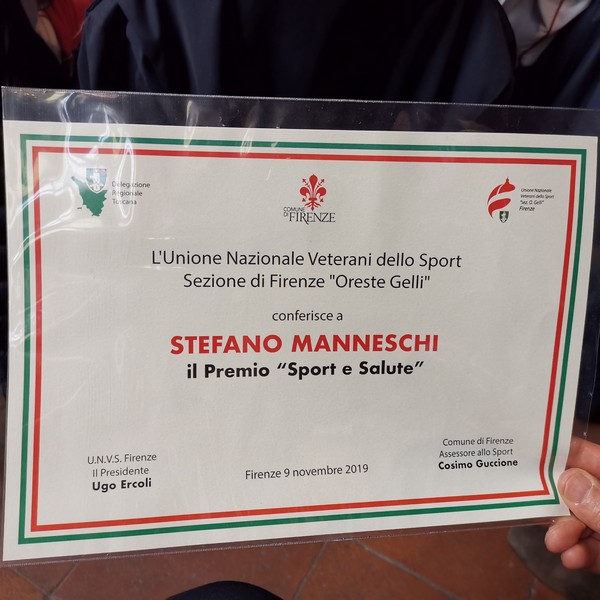 Delegazione
Regionale
Toscana
COMUNE
DI FIRENZE
Unione Nazionale
Veterani dello Sport
"sez. O. Gelli"
Firenze
L'Unione Nazionale Veterani dello Sport
Sezione di Firenze "Oreste Gelli"
conferisce a
STEFANO MANNESCHI
il Premio “Sport e Salute”
U.N.V.S. Firenze
Il Presidente
Ugo Ercoli
Firenze 9 novembre 2019
Comune di Firenze
Assessore allo Sport
Cosimo Guccione